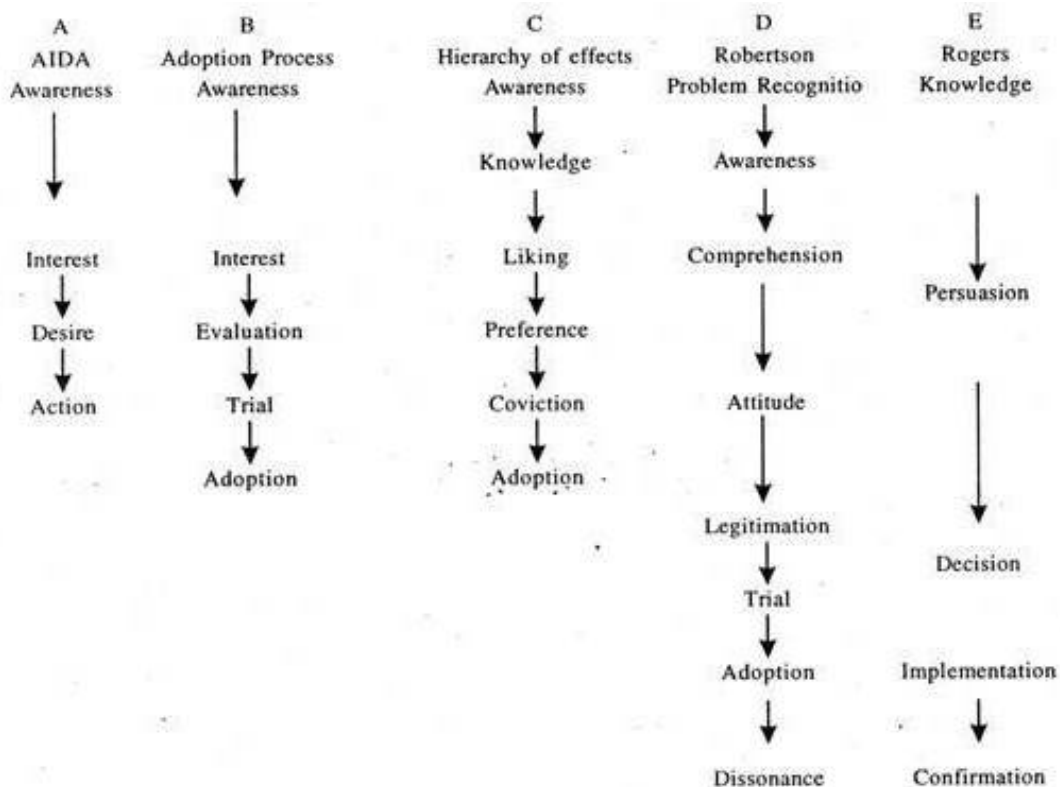 A
AIDA
Awareness
Interest
Desire
Action
B
Adoption Process
Awareness
Interest
Evaluation
Trial
Adoption
C
Hierarchy of effects
Awareness
Knowledge
Liking
Preference
Coviction
Adoption
D
Robertson
Problem Recognitio
Awareness
Comprehension
Attitude
Legitimation
Trial
Adoption
Dissonance
E
Rogers
Knowledge
Persuasion
Decision
Implementation
Confirmation